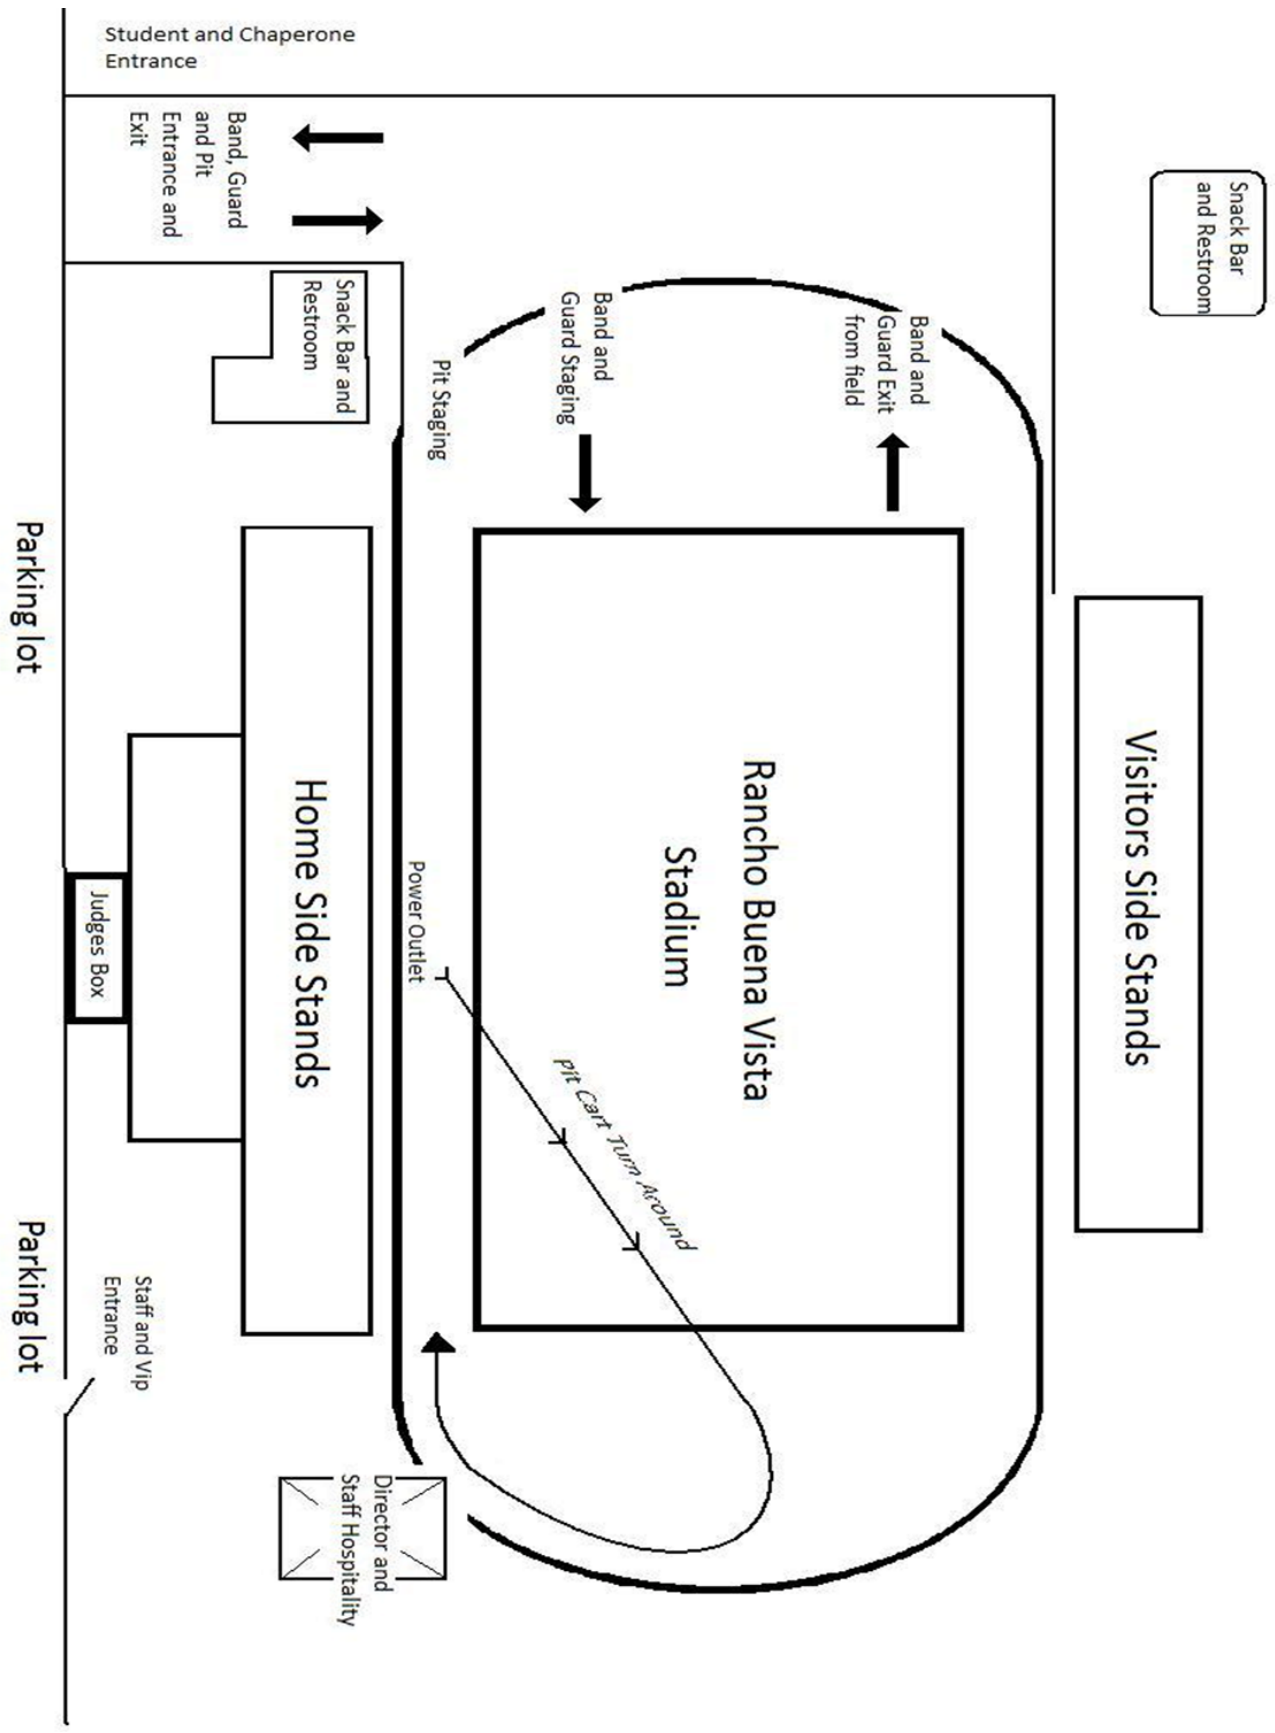 Student and Chaperone
Entrance
Band, Guard
and Pit
Entrance and
Exit
Snack Bar
and Restroom
Snack Bar and
Restroom
Pit Staging
Band and
Guard Staging
Band and
Guard Exit
from field
Parking lot
Rancho Buena Vista
Stadium
Visitors Side Stands
Home Side Stands
Judges Box
Power Outlet
Pit Cart Turn Around
Parking lot
Staff and Vip
Entrance
Director and
Staff Hospitality